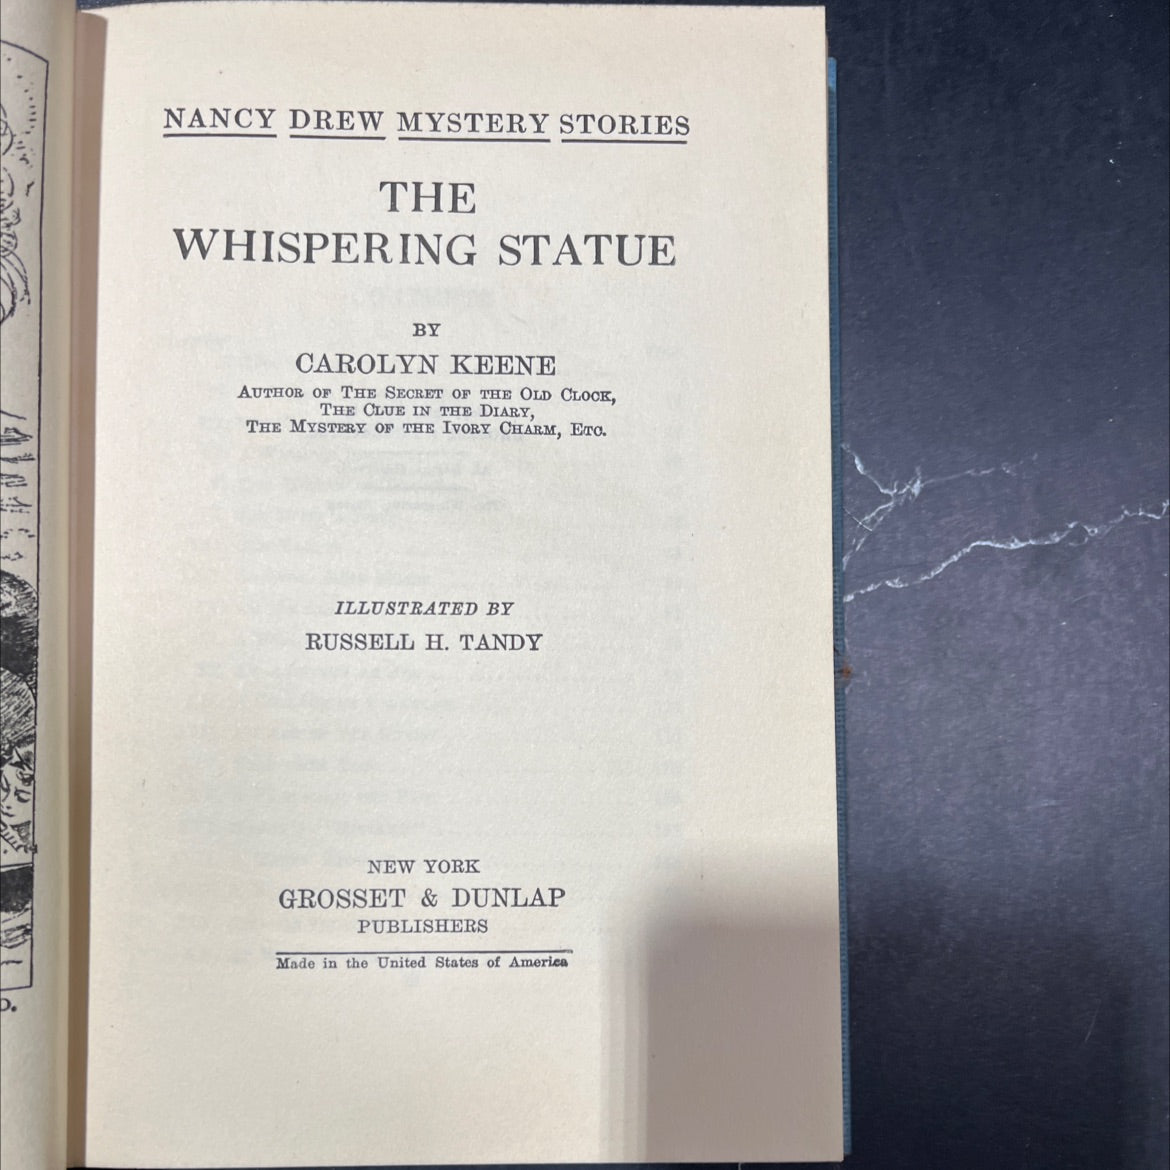 NANCY DREW MYSTERY STORIES
THE
WHISPERING STATUE
BY
CAROLYN KEENE
AUTHOR OF THE SECRET OF THE OLD CLOCK,
THE CLUE IN THE DIARY,
THE MYSTERY OF THE IVORY CHARM, ETC.
ILLUSTRATED BY
RUSSELL H. TANDY
NEW YORK
GROSSET & DUNLAP
PUBLISHERS
Made in the United States of America